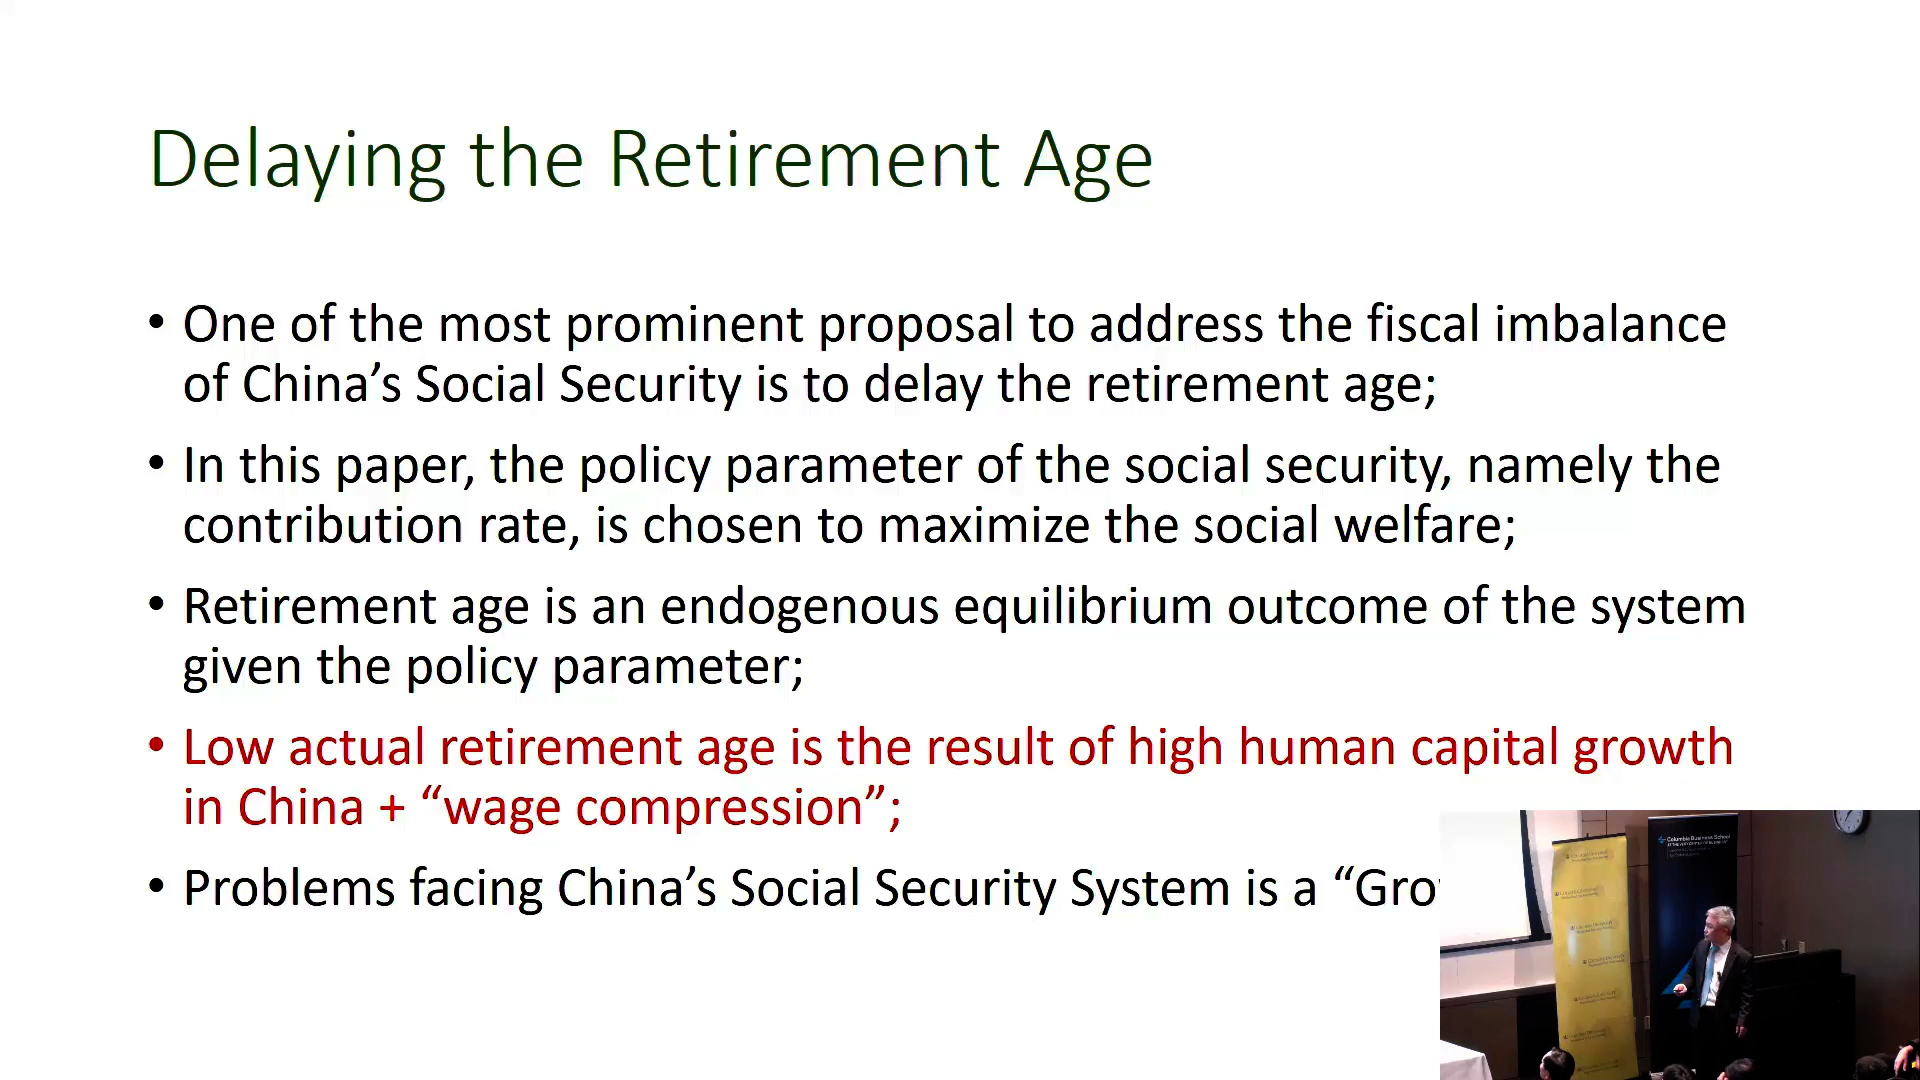 Delaying the Retirement Age
• One of the most prominent proposal to address the fiscal imbalance
of China’s Social Security is to delay the retirement age;
• In this paper, the policy parameter of the social security, namely the
contribution rate, is chosen to maximize the social welfare;
• Retirement age is an endogenous equilibrium outcome of the system
given the policy parameter;
• Low actual retirement age is the result of high human capital growth
in China + “wage compression”;
• Problems facing China’s Social Security System is a “Gro
Columbia Business School